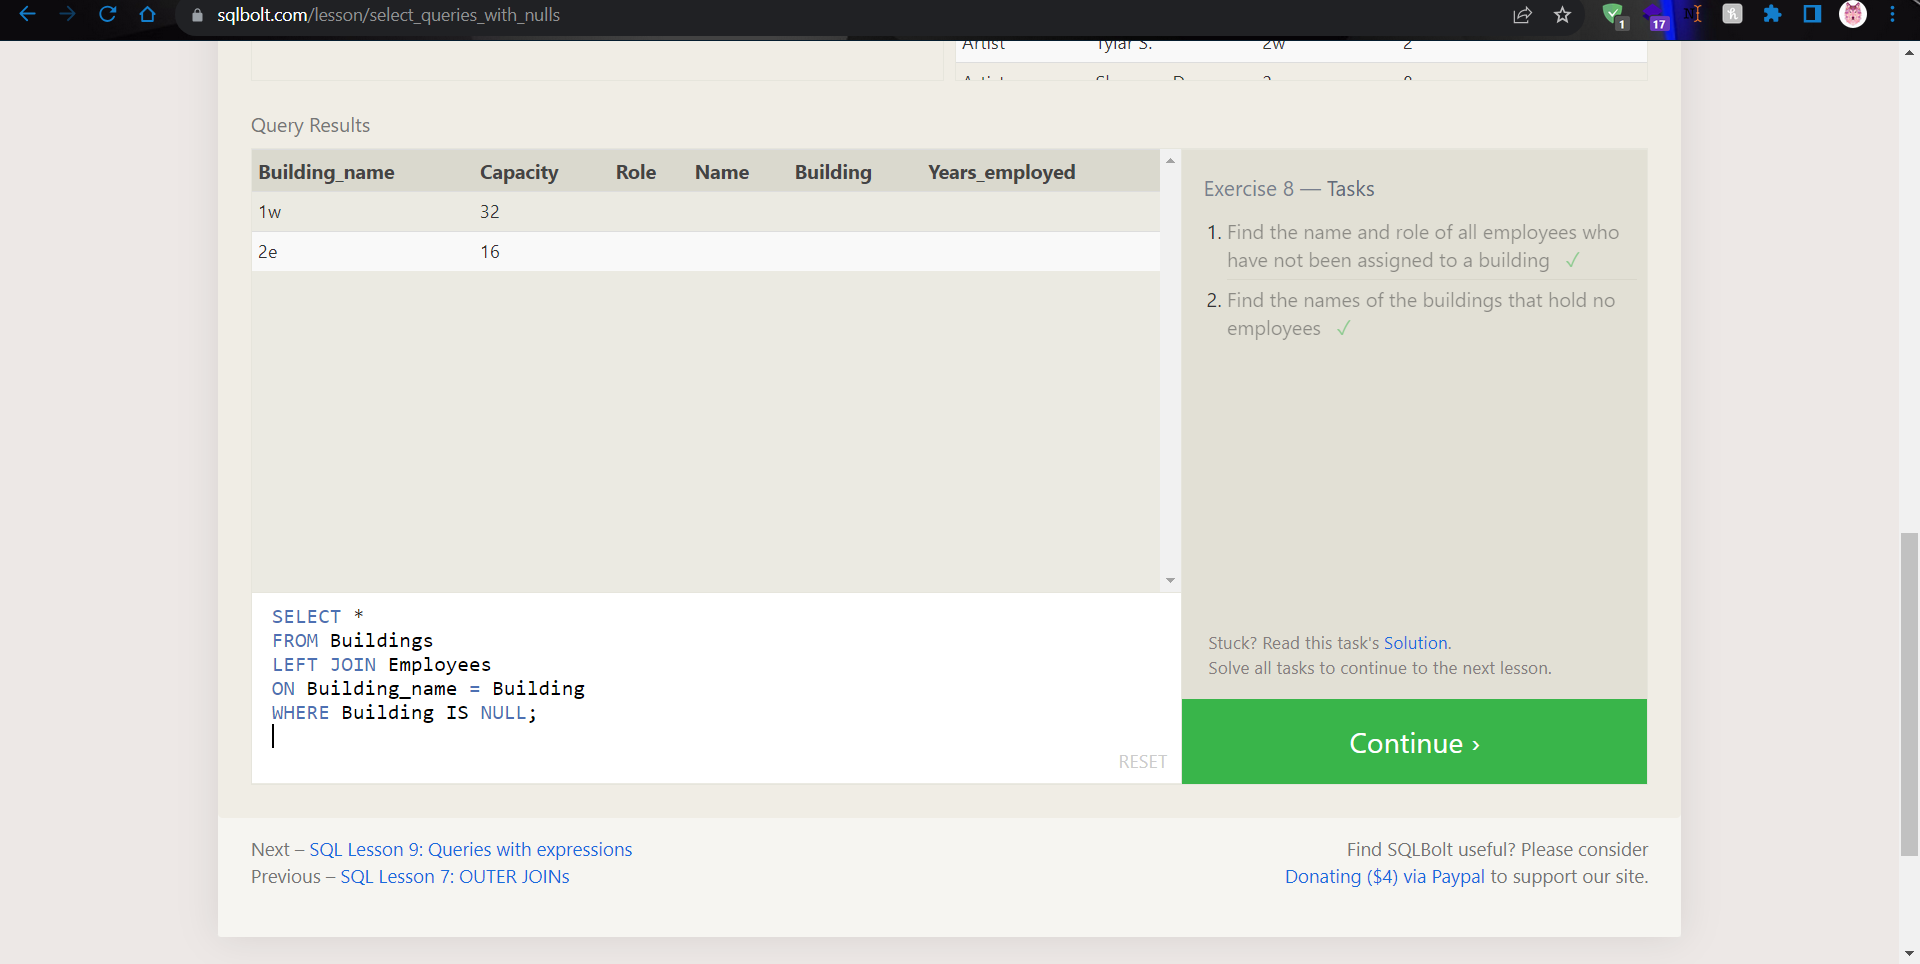 sqlbolt.com/lesson/select_queries_with_nulls
1
17
Artist Tylar S. 2w 2
Query Results
Building_name Capacity Role Name Building Years_employed
1w 32
2e 16
Exercise 8 — Tasks
1. Find the name and role of all employees who
have not been assigned to a building ✓
2. Find the names of the buildings that hold no
employees ✓
Stuck? Read this task's Solution.
Solve all tasks to continue to the next lesson.
SELECT *
FROM Buildings
LEFT JOIN Employees
ON Building_name = Building
WHERE Building IS NULL;
RESET
Continue ›
Next – SQL Lesson 9: Queries with expressions
Previous – SQL Lesson 7: OUTER JOINs
Find SQLBolt useful? Please consider
Donating ($4) via Paypal to support our site.